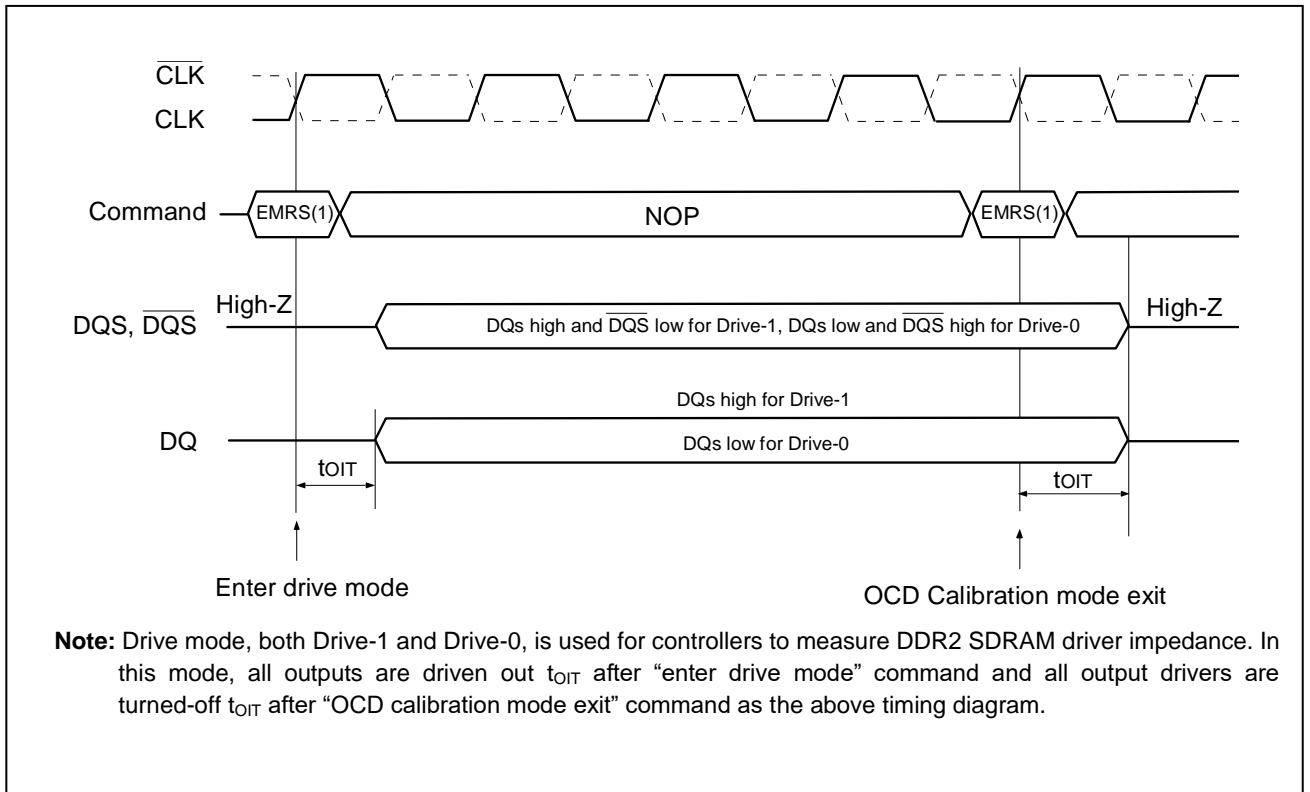 C̅L̅K̅
CLK
Command
EMRS(1)
NOP
EMRS(1)
DQS, D̅Q̅S̅
High-Z
DQs high and D̅Q̅S̅ low for Drive-1, DQs low and D̅Q̅S̅ high for Drive-0
High-Z
DQs high for Drive-1
DQ
DQs low for Drive-0
tOIT
tOIT
Enter drive mode
OCD Calibration mode exit
Note: Drive mode, both Drive-1 and Drive-0, is used for controllers to measure DDR2 SDRAM driver impedance. In
this mode, all outputs are driven out tOIT after “enter drive mode” command and all output drivers are
turned-off tOIT after “OCD calibration mode exit” command as the above timing diagram.